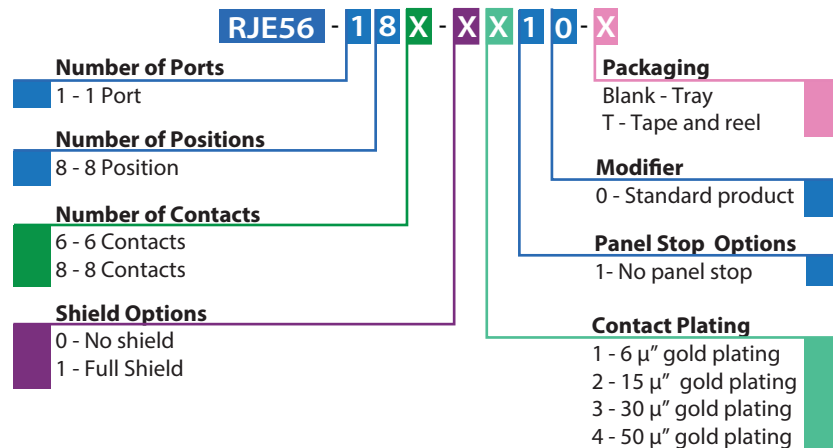 RJE56 - 1 8 X - X X 1 0 - X
Number of Ports
1 - 1 Port
Number of Positions
8 - 8 Position
Number of Contacts
6 - 6 Contacts
8 - 8 Contacts
Shield Options
0 - No shield
1 - Full Shield
Packaging
Blank - Tray
T - Tape and reel
Modifier
0 - Standard product
Panel Stop Options
1- No panel stop
Contact Plating
1 - 6 µ” gold plating
2 - 15 µ” gold plating
3 - 30 µ” gold plating
4 - 50 µ” gold plating